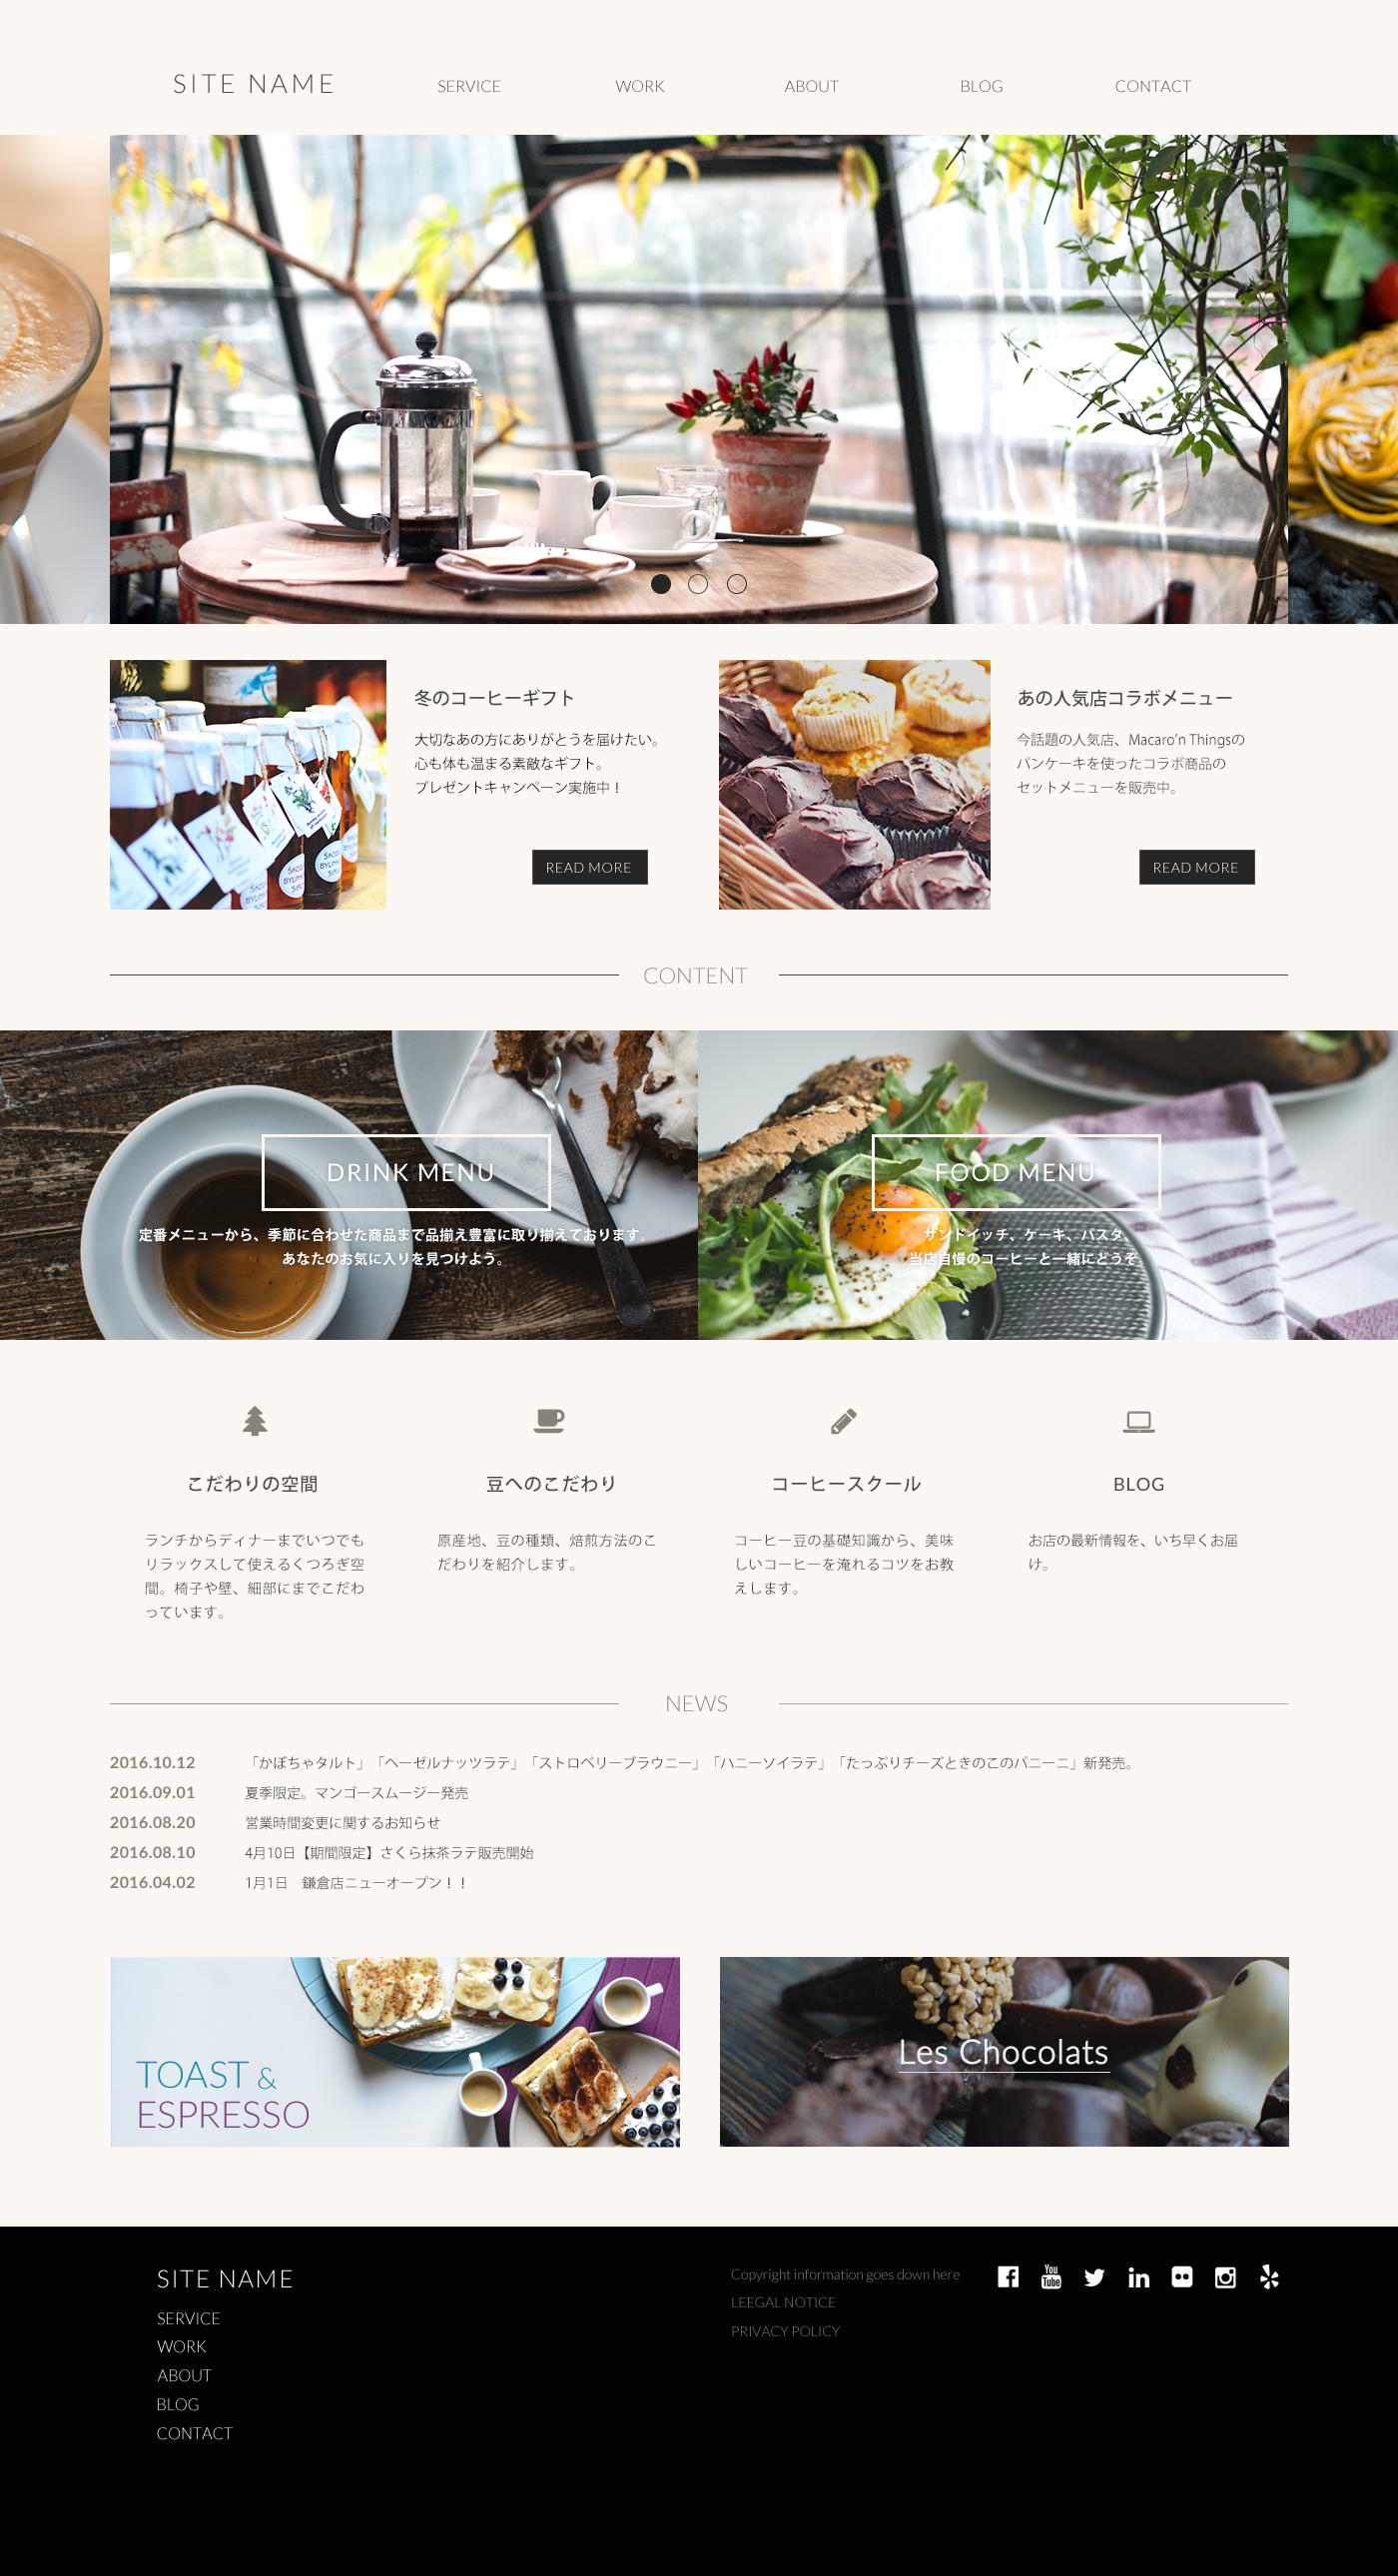 SITE NAME
SERVICE
WORK
ABOUT
BLOG
CONTACT
冬のコーヒーギフト
大切なあの方にありがとうを届けたい。
心も体も温まる素敵なギフト。
プレゼントキャンペーン実施中！
READ MORE
あの人気店コラボメニュー
今話題の人気店、Macaro’n Thingsの
パンケーキを使ったコラボ商品の
セットメニューを販売中。
READ MORE
CONTENT
DRINK MENU
定番メニューから、季節に合わせた商品まで品揃え豊富に取り揃えております。
あなたのお気に入りを見つけよう。
FOOD MENU
サンドイッチ、ケーキ、パスタ、
当店自慢のコーヒーと一緒にどうぞ。
こだわりの空間
ランチからディナーまでいつでも
リラックスして使えるくつろぎ空
間。椅子や壁、細部にまでこだわ
っています。
豆へのこだわり
原産地、豆の種類、焙煎方法のこ
だわりを紹介します。
コーヒースクール
コーヒー豆の基礎知識から、美味
しいコーヒーを淹れるコツをお教
えします。
BLOG
お店の最新情報を、いち早くお届
け。
NEWS
2016.10.12 「かぼちゃタルト」「ヘーゼルナッツラテ」「ストロベリーブラウニー」「ハニーソイラテ」「たっぷりチーズときのこのパニーニ」新発売。
2016.09.01 夏季限定。マンゴースムージー発売
2016.08.20 営業時間変更に関するお知らせ
2016.08.10 4月10日【期間限定】さくら抹茶ラテ販売開始
2016.04.02 1月1日　鎌倉店ニューオープン！！
TOAST &
ESPRESSO
Les Chocolats
SITE NAME
SERVICE
WORK
ABOUT
BLOG
CONTACT
Copyright information goes down here
LEEGAL NOTICE
PRIVACY POLICY
You
Tube